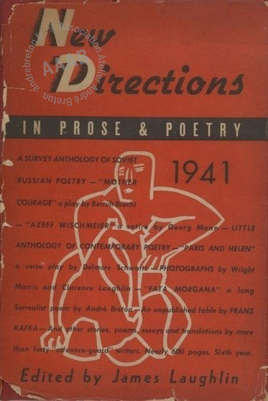 New
Directions
IN PROSE & POETRY
1941
A SURVEY ANTHOLOGY OF SOVIET
RUSSIAN POETRY — "MOTHER
COURAGE" a play by Bertolt Brecht
— "AZEFF WISCHMEIER" a satire by Georg Mann — LITTLE
ANTHOLOGY OF CONTEMPORARY POETRY — "PARIS AND HELEN"
a verse play by Delmore Schwartz — PHOTOGRAPHS by Wright
Morris and Clarence Laughlin — "FATA MORGANA" a long
Surrealist poem by André Breton — An unpublished fable by FRANZ
KAFKA — And other stories, poems, essays and translations by more
than forty advance-guard writers. Nearly 600 pages. Sixth year.
Edited by James Laughlin